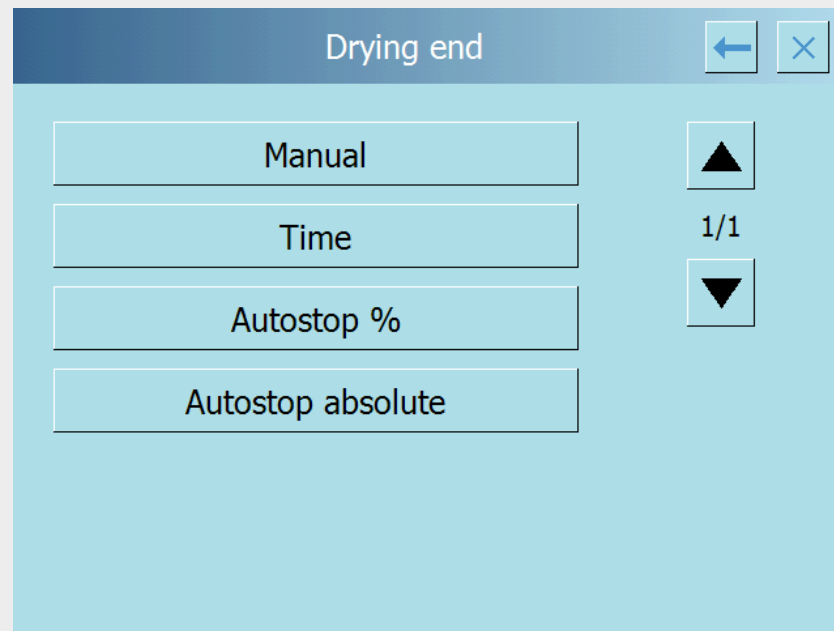 Drying end
Manual
1/1
Time
Autostop %
Autostop absolute